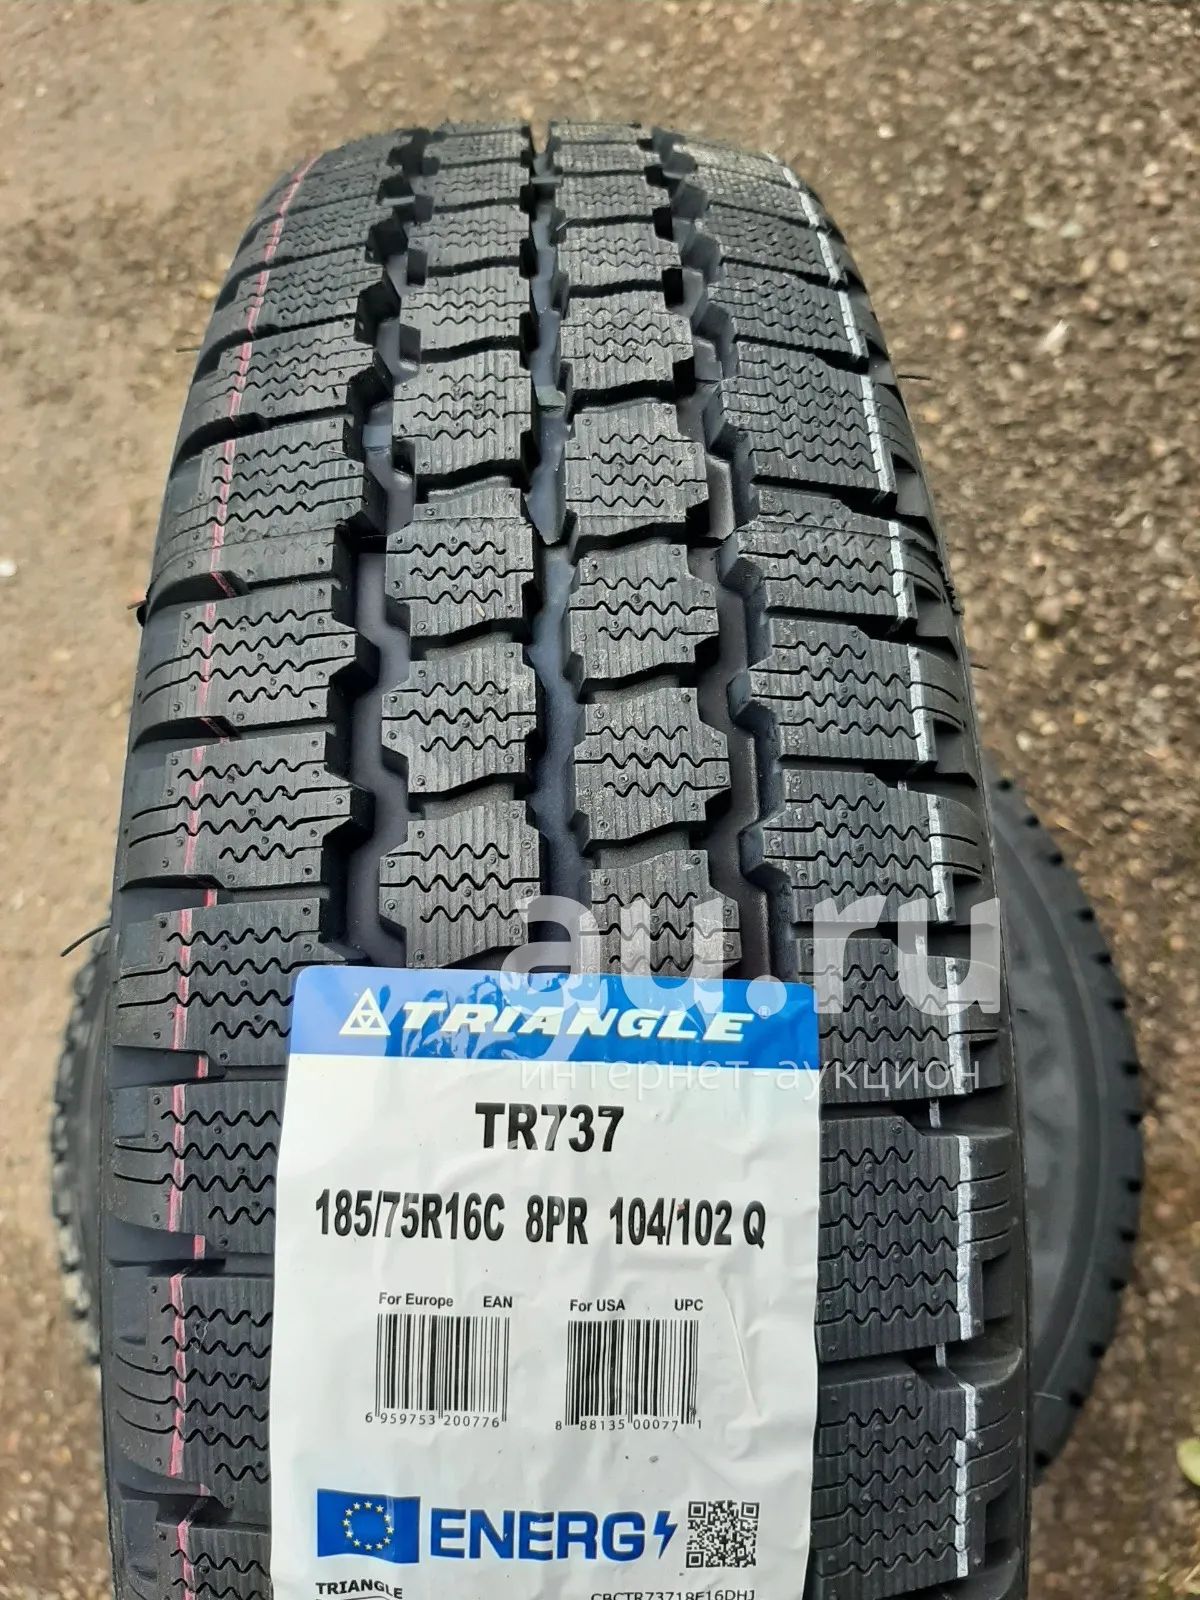 au.ru
интернет-аукцион
TRIANGLE
TR737
185/75R16C 8PR 104/102 Q
For Europe EAN For USA UPC
6 959753 200776 8 88135 00077 1
ENERG
TRIANGLE
CBCTR73718E16DHJ